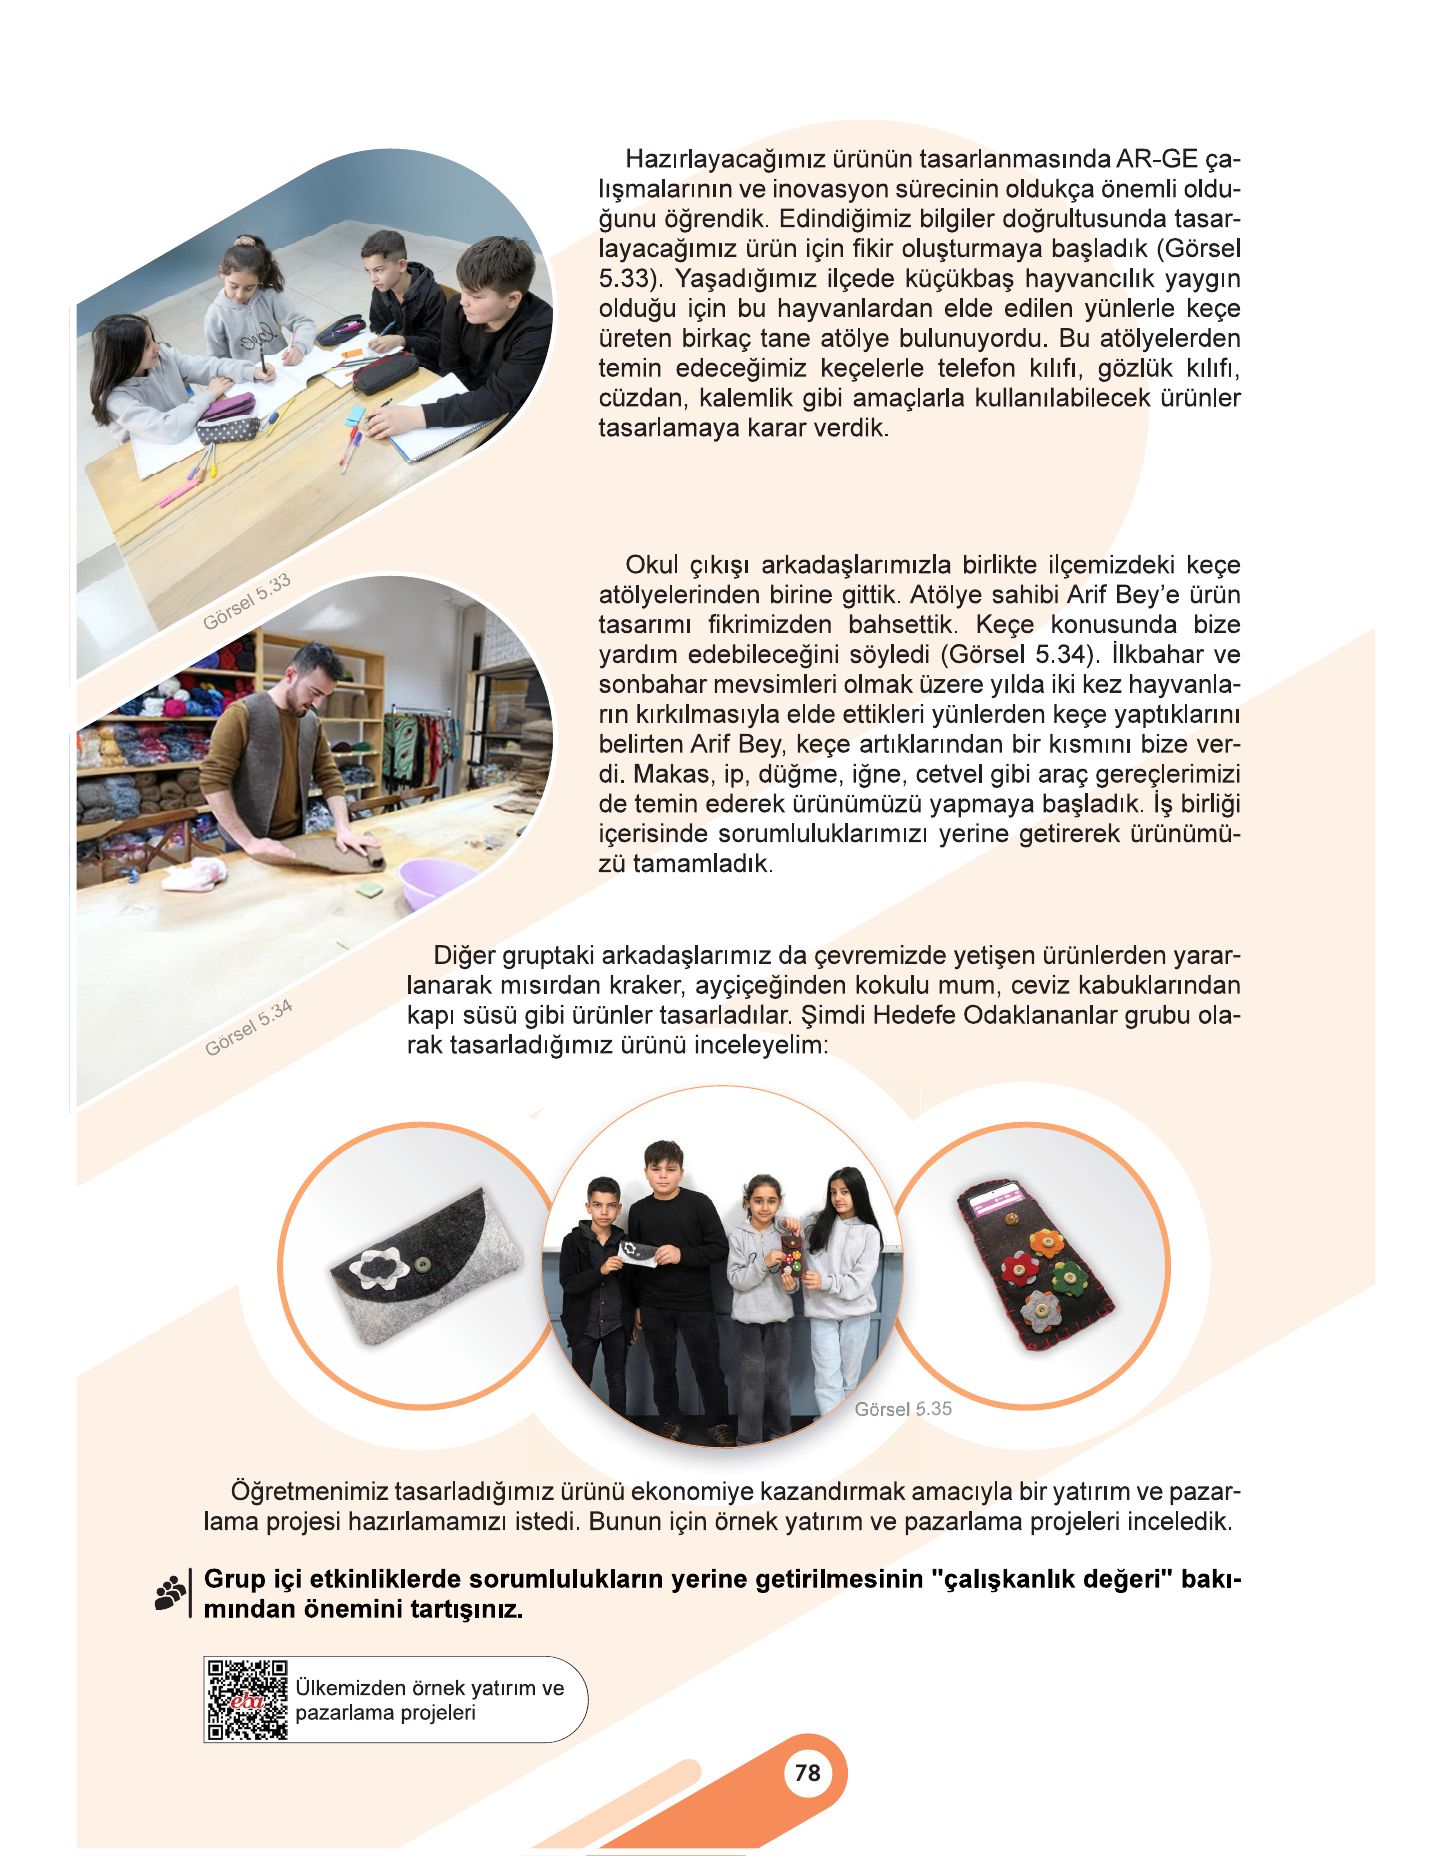 Hazırlayacağımız ürünün tasarlanmasında AR-GE ça-
lışmalarının ve inovasyon sürecinin oldukça önemli oldu-
ğunu öğrendik. Edindiğimiz bilgiler doğrultusunda tasar-
layacağımız ürün için fikir oluşturmaya başladık (Görsel
5.33). Yaşadığımız ilçede küçükbaş hayvancılık yaygın
olduğu için bu hayvanlardan elde edilen yünlerle keçe
üreten birkaç tane atölye bulunuyordu. Bu atölyelerden
temin edeceğimiz keçelerle telefon kılıfı, gözlük kılıfı,
cüzdan, kalemlik gibi amaçlarla kullanılabilecek ürünler
tasarlamaya karar verdik.
Görsel 5.33
Okul çıkışı arkadaşlarımızla birlikte ilçemizdeki keçe
atölyelerinden birine gittik. Atölye sahibi Arif Bey’e ürün
tasarımı fikrimizden bahsettik. Keçe konusunda bize
yardım edebileceğini söyledi (Görsel 5.34). İlkbahar ve
sonbahar mevsimleri olmak üzere yılda iki kez hayvanla-
rın kırkılmasıyla elde ettikleri yünlerden keçe yaptıklarını
belirten Arif Bey, keçe artıklarından bir kısmını bize ver-
di. Makas, ip, düğme, iğne, cetvel gibi araç gereçlerimizi
de temin ederek ürünümüzü yapmaya başladık. İş birliği
içerisinde sorumluluklarımızı yerine getirerek ürünümü-
zü tamamladık.
Görsel 5.34
Diğer gruptaki arkadaşlarımız da çevremizde yetişen ürünlerden yarar-
lanarak mısırdan kraker, ayçiçeğinden kokulu mum, ceviz kabuklarından
kapı süsü gibi ürünler tasarladılar. Şimdi Hedefe Odaklananlar grubu ola-
rak tasarladığımız ürünü inceleyelim:
Görsel 5.35
Öğretmenimiz tasarladığımız ürünü ekonomiye kazandırmak amacıyla bir yatırım ve pazar-
lama projesi hazırlamamızı istedi. Bunun için örnek yatırım ve pazarlama projeleri inceledik.
Grup içi etkinliklerde sorumlulukların yerine getirilmesinin "çalışkanlık değeri" bakı-
mından önemini tartışınız.
eba
Ülkemizden örnek yatırım ve
pazarlama projeleri
78